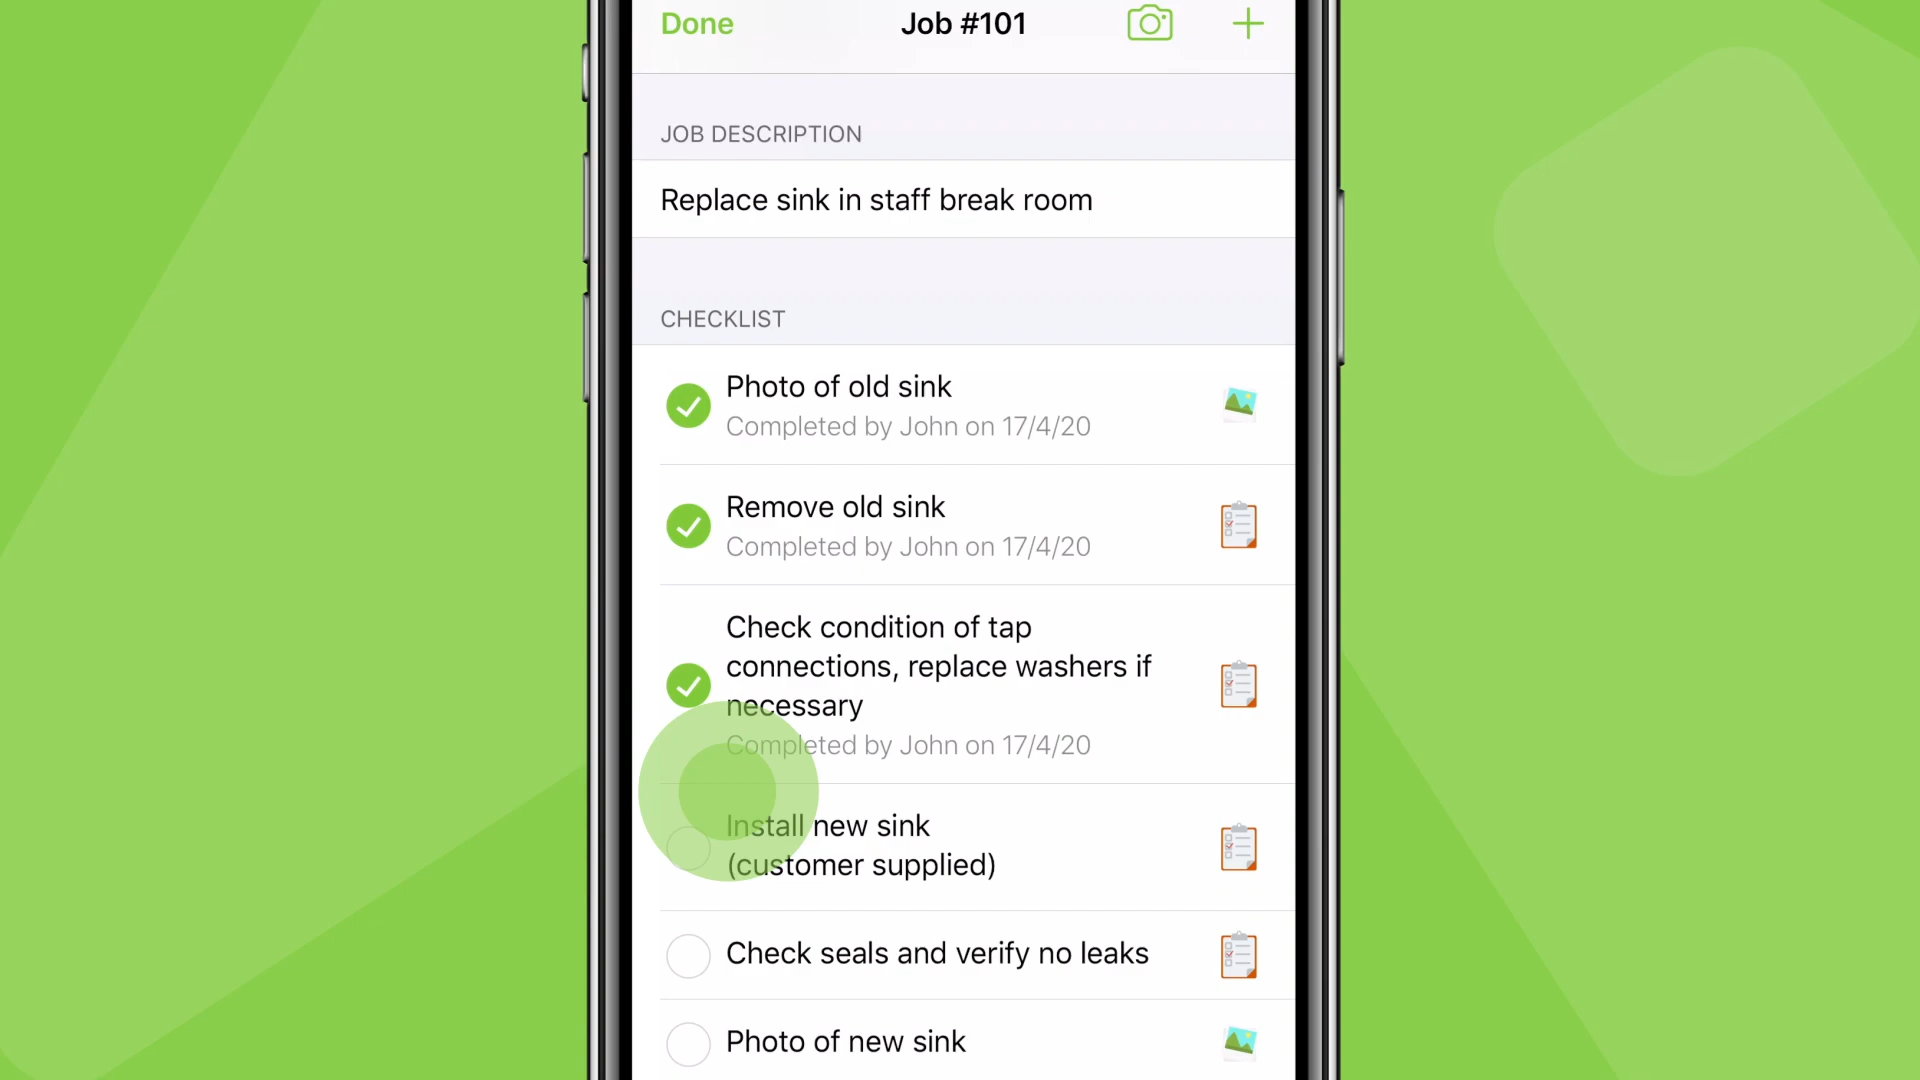 Done
Job #101
JOB DESCRIPTION
Replace sink in staff break room
CHECKLIST
Photo of old sink
Completed by John on 17/4/20
Remove old sink
Completed by John on 17/4/20
Check condition of tap
connections, replace washers if
necessary
Completed by John on 17/4/20
Install new sink
(customer supplied)
Check seals and verify no leaks
Photo of new sink